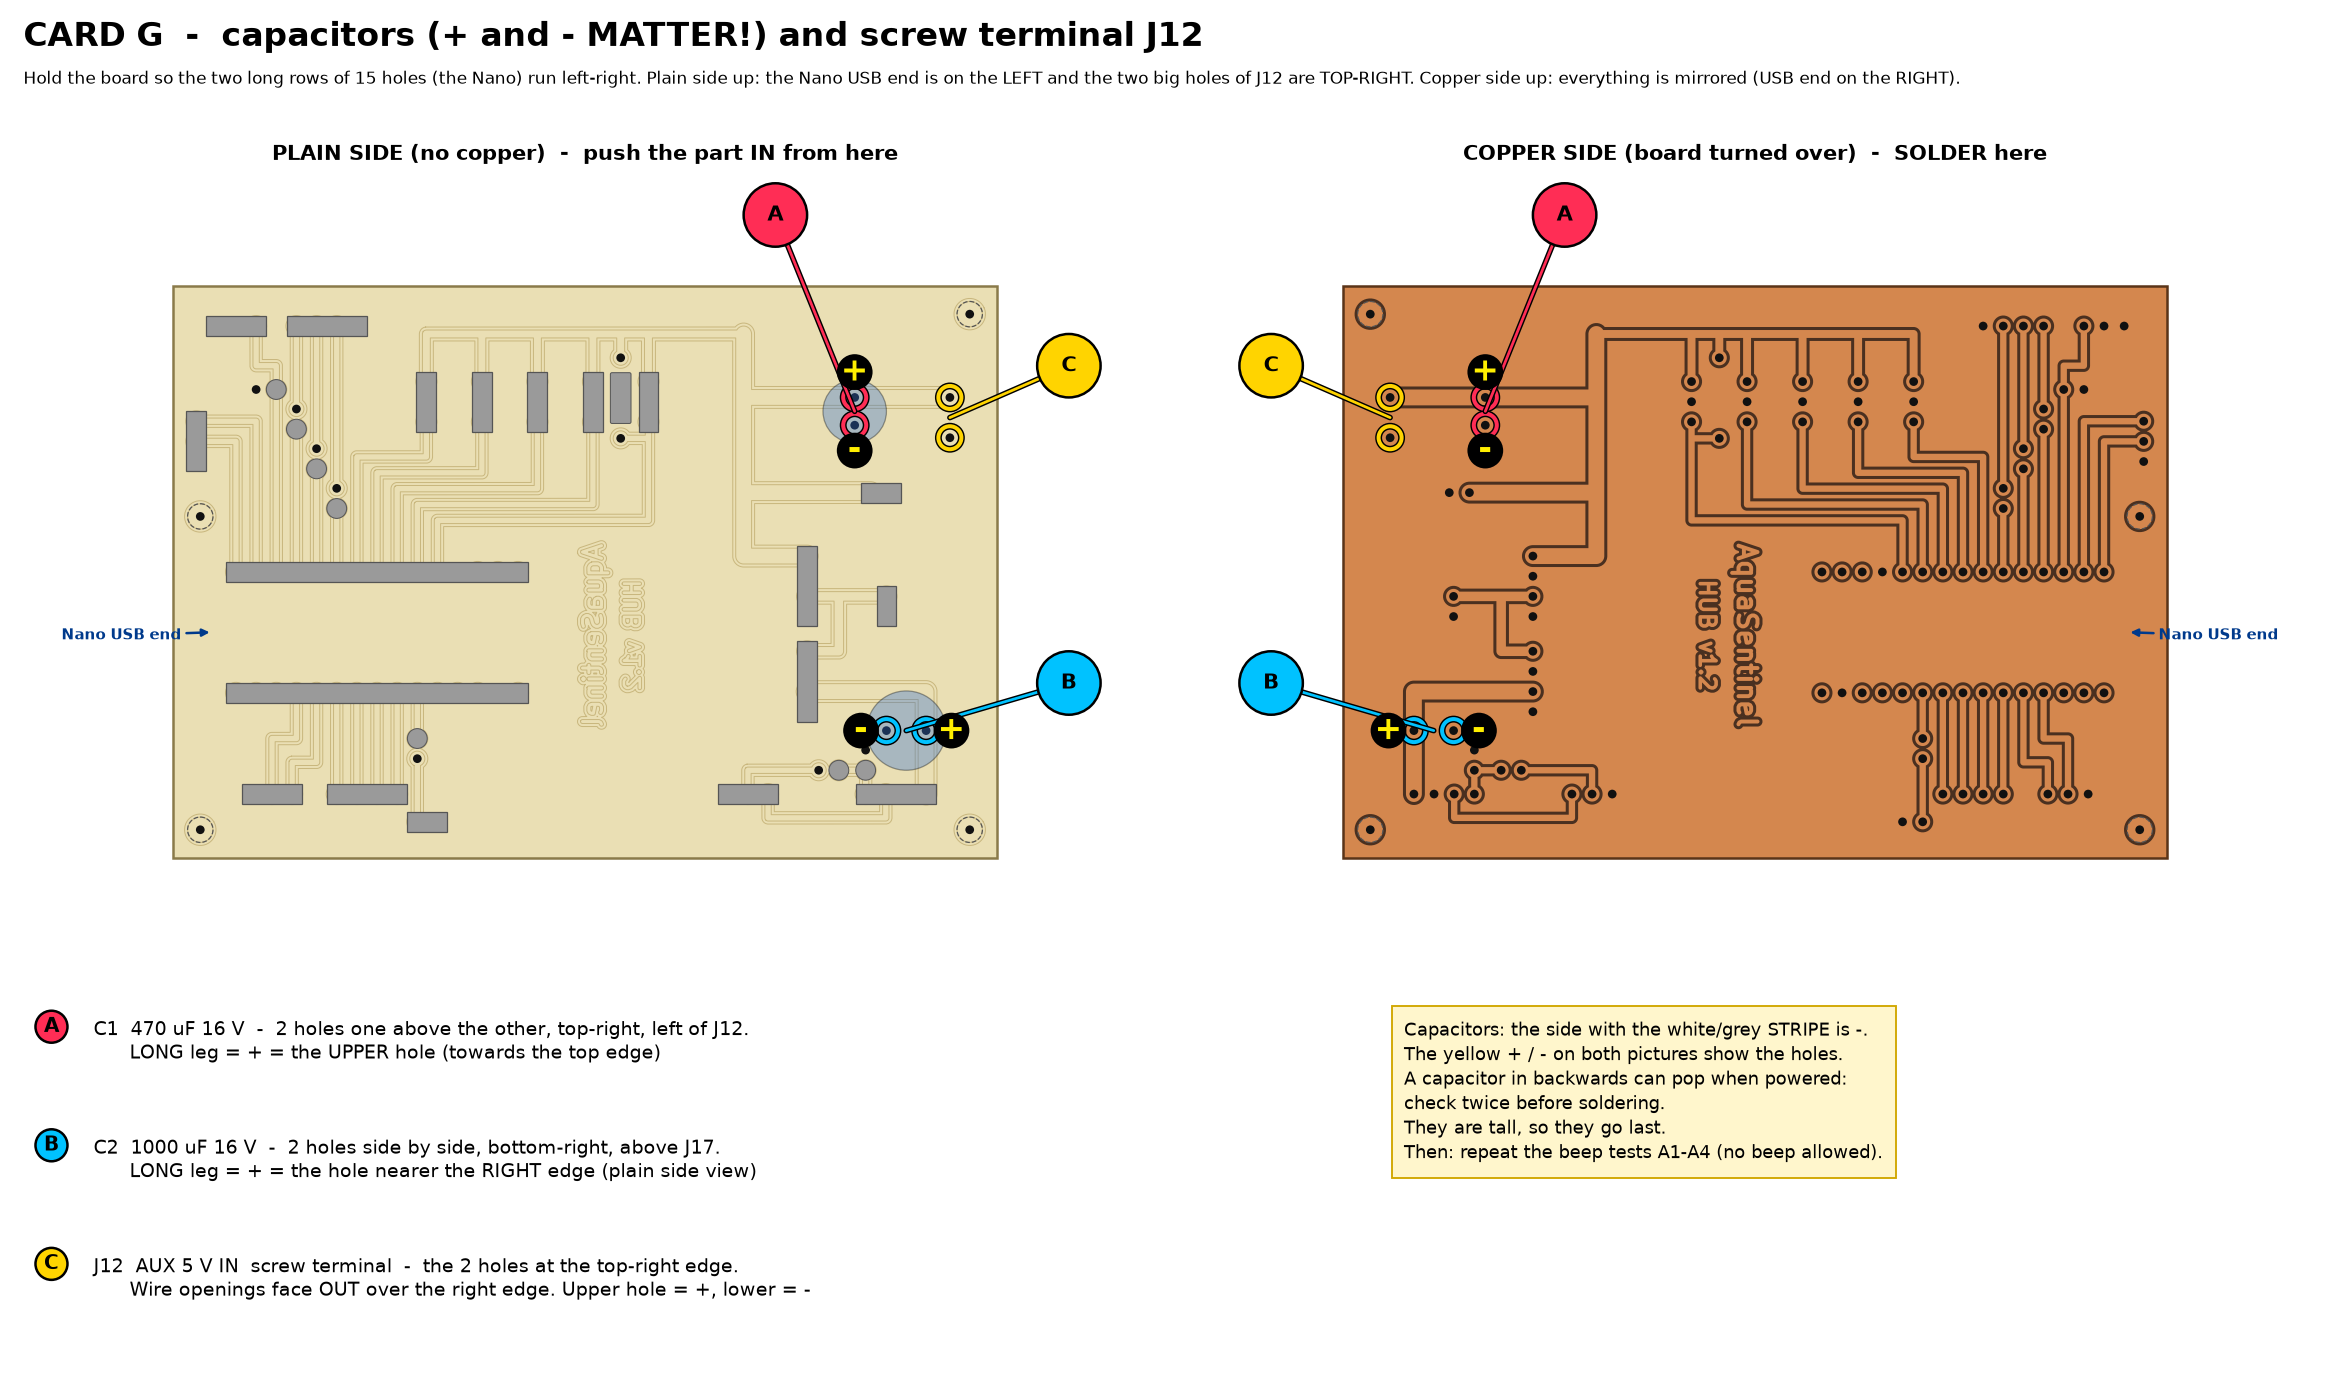 CARD G  -  capacitors (+ and - MATTER!) and screw terminal J12
Hold the board so the two long rows of 15 holes (the Nano) run left-right. Plain side up: the Nano USB end is on the LEFT and the two big holes of J12 are TOP-RIGHT. Copper side up: everything is mirrored (USB end on the RIGHT).
PLAIN SIDE (no copper)  -  push the part IN from here
A
C
+
-
Nano USB end
AquaSentinel
HUB v1.2
B
-
+
COPPER SIDE (board turned over)  -  SOLDER here
A
C
+
-
AquaSentinel
HUB v1.2
Nano USB end
B
+
-
A
C1  470 uF 16 V  -  2 holes one above the other, top-right, left of J12.
LONG leg = + = the UPPER hole (towards the top edge)
B
C2  1000 uF 16 V  -  2 holes side by side, bottom-right, above J17.
LONG leg = + = the hole nearer the RIGHT edge (plain side view)
C
J12  AUX 5 V IN  screw terminal  -  the 2 holes at the top-right edge.
Wire openings face OUT over the right edge. Upper hole = +, lower = -
Capacitors: the side with the white/grey STRIPE is -.
The yellow + / - on both pictures show the holes.
A capacitor in backwards can pop when powered:
check twice before soldering.
They are tall, so they go last.
Then: repeat the beep tests A1-A4 (no beep allowed).